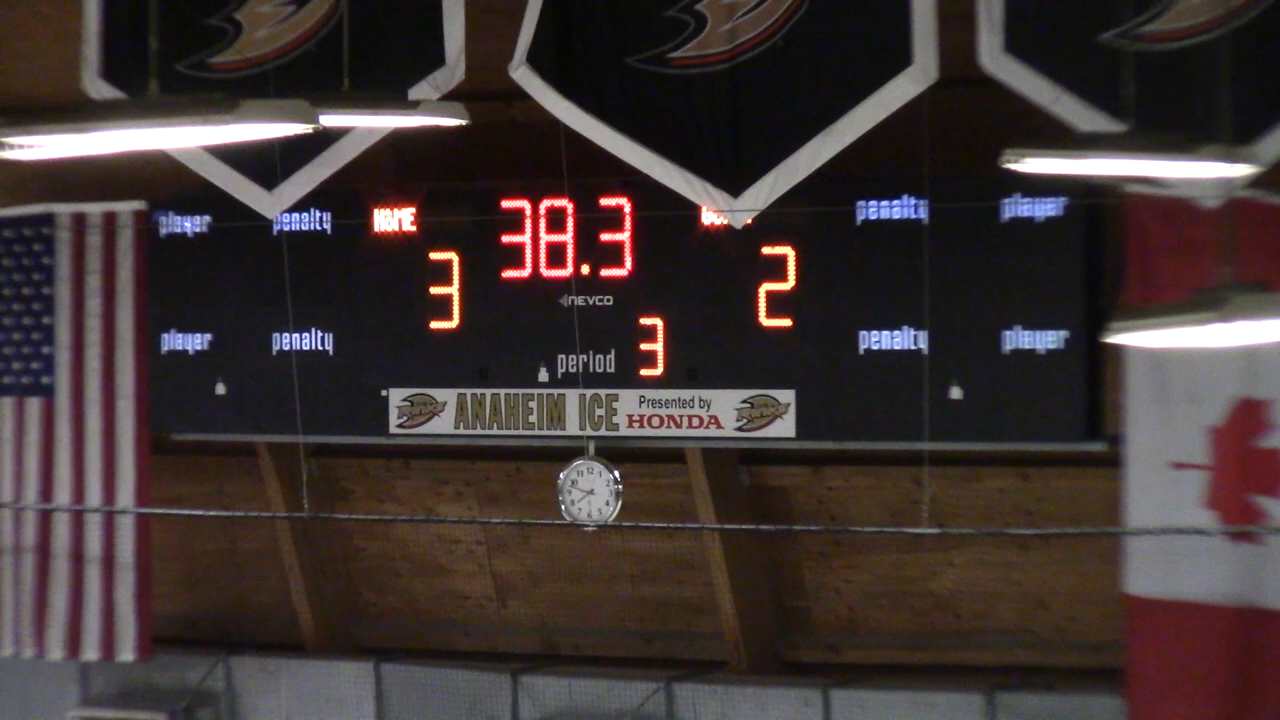 player penalty HOME 38.3 penalty player
3 2
NEVCO
player penalty period 3 penalty player
ANAHEIM ICE Presented by HONDA